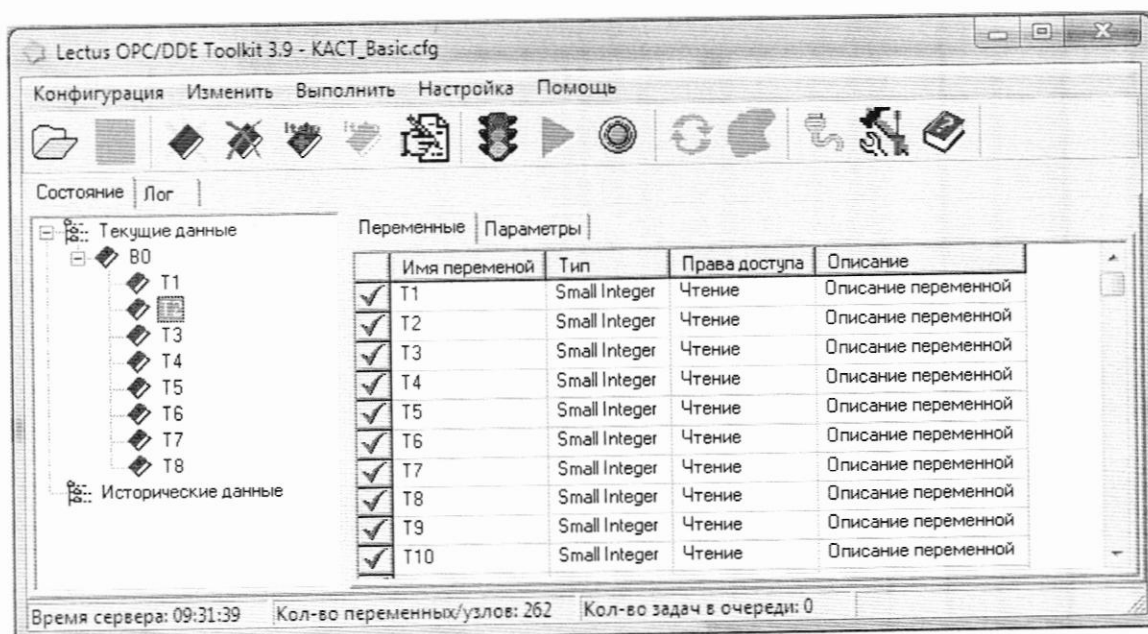 Lectus OPC/DDE Toolkit 3.9 - KACT_Basic.cfg
Конфигурация Изменить Выполнить Настройка Помощь
Состояние Лог
Текущие данные
B0
T1
T3
T4
T5
T6
T7
T8
Исторические данные
Переменные Параметры
Имя переменой Тип Права доступа Описание
T1 Small Integer Чтение Описание переменной
T2 Small Integer Чтение Описание переменной
T3 Small Integer Чтение Описание переменной
T4 Small Integer Чтение Описание переменной
T5 Small Integer Чтение Описание переменной
T6 Small Integer Чтение Описание переменной
T7 Small Integer Чтение Описание переменной
T8 Small Integer Чтение Описание переменной
T9 Small Integer Чтение Описание переменной
T10 Small Integer Чтение Описание переменной
Время сервера: 09:31:39 Кол-во переменных/узлов: 262 Кол-во задач в очереди: 0